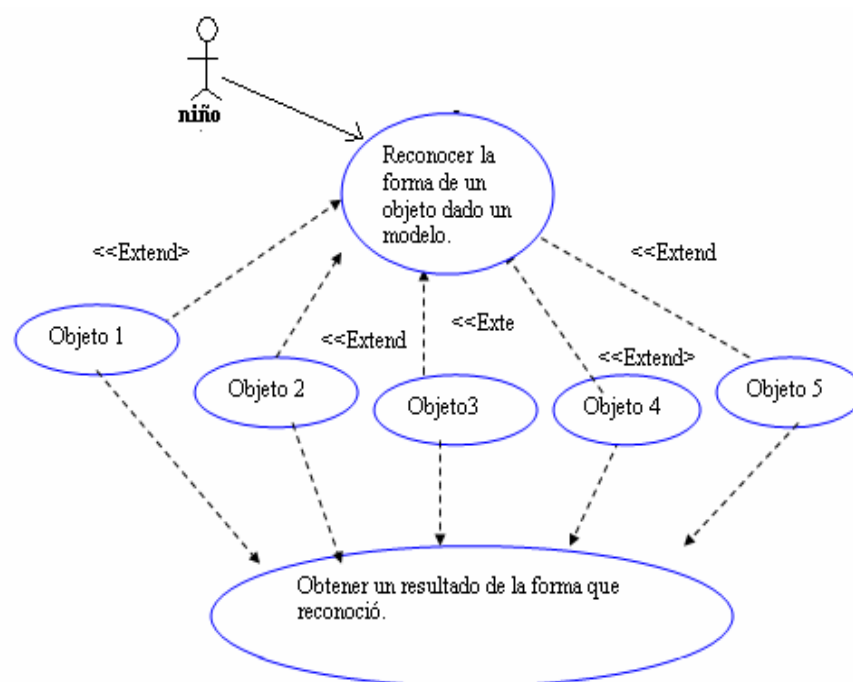 niño
Reconocer la
forma de un
objeto dado un
modelo.
<<Extend>
<<Extend
<<Extend
<<Exte
<<Extend>
Objeto 1
Objeto 2
Objeto3
Objeto 4
Objeto 5
Obtener un resultado de la forma que
reconoció.